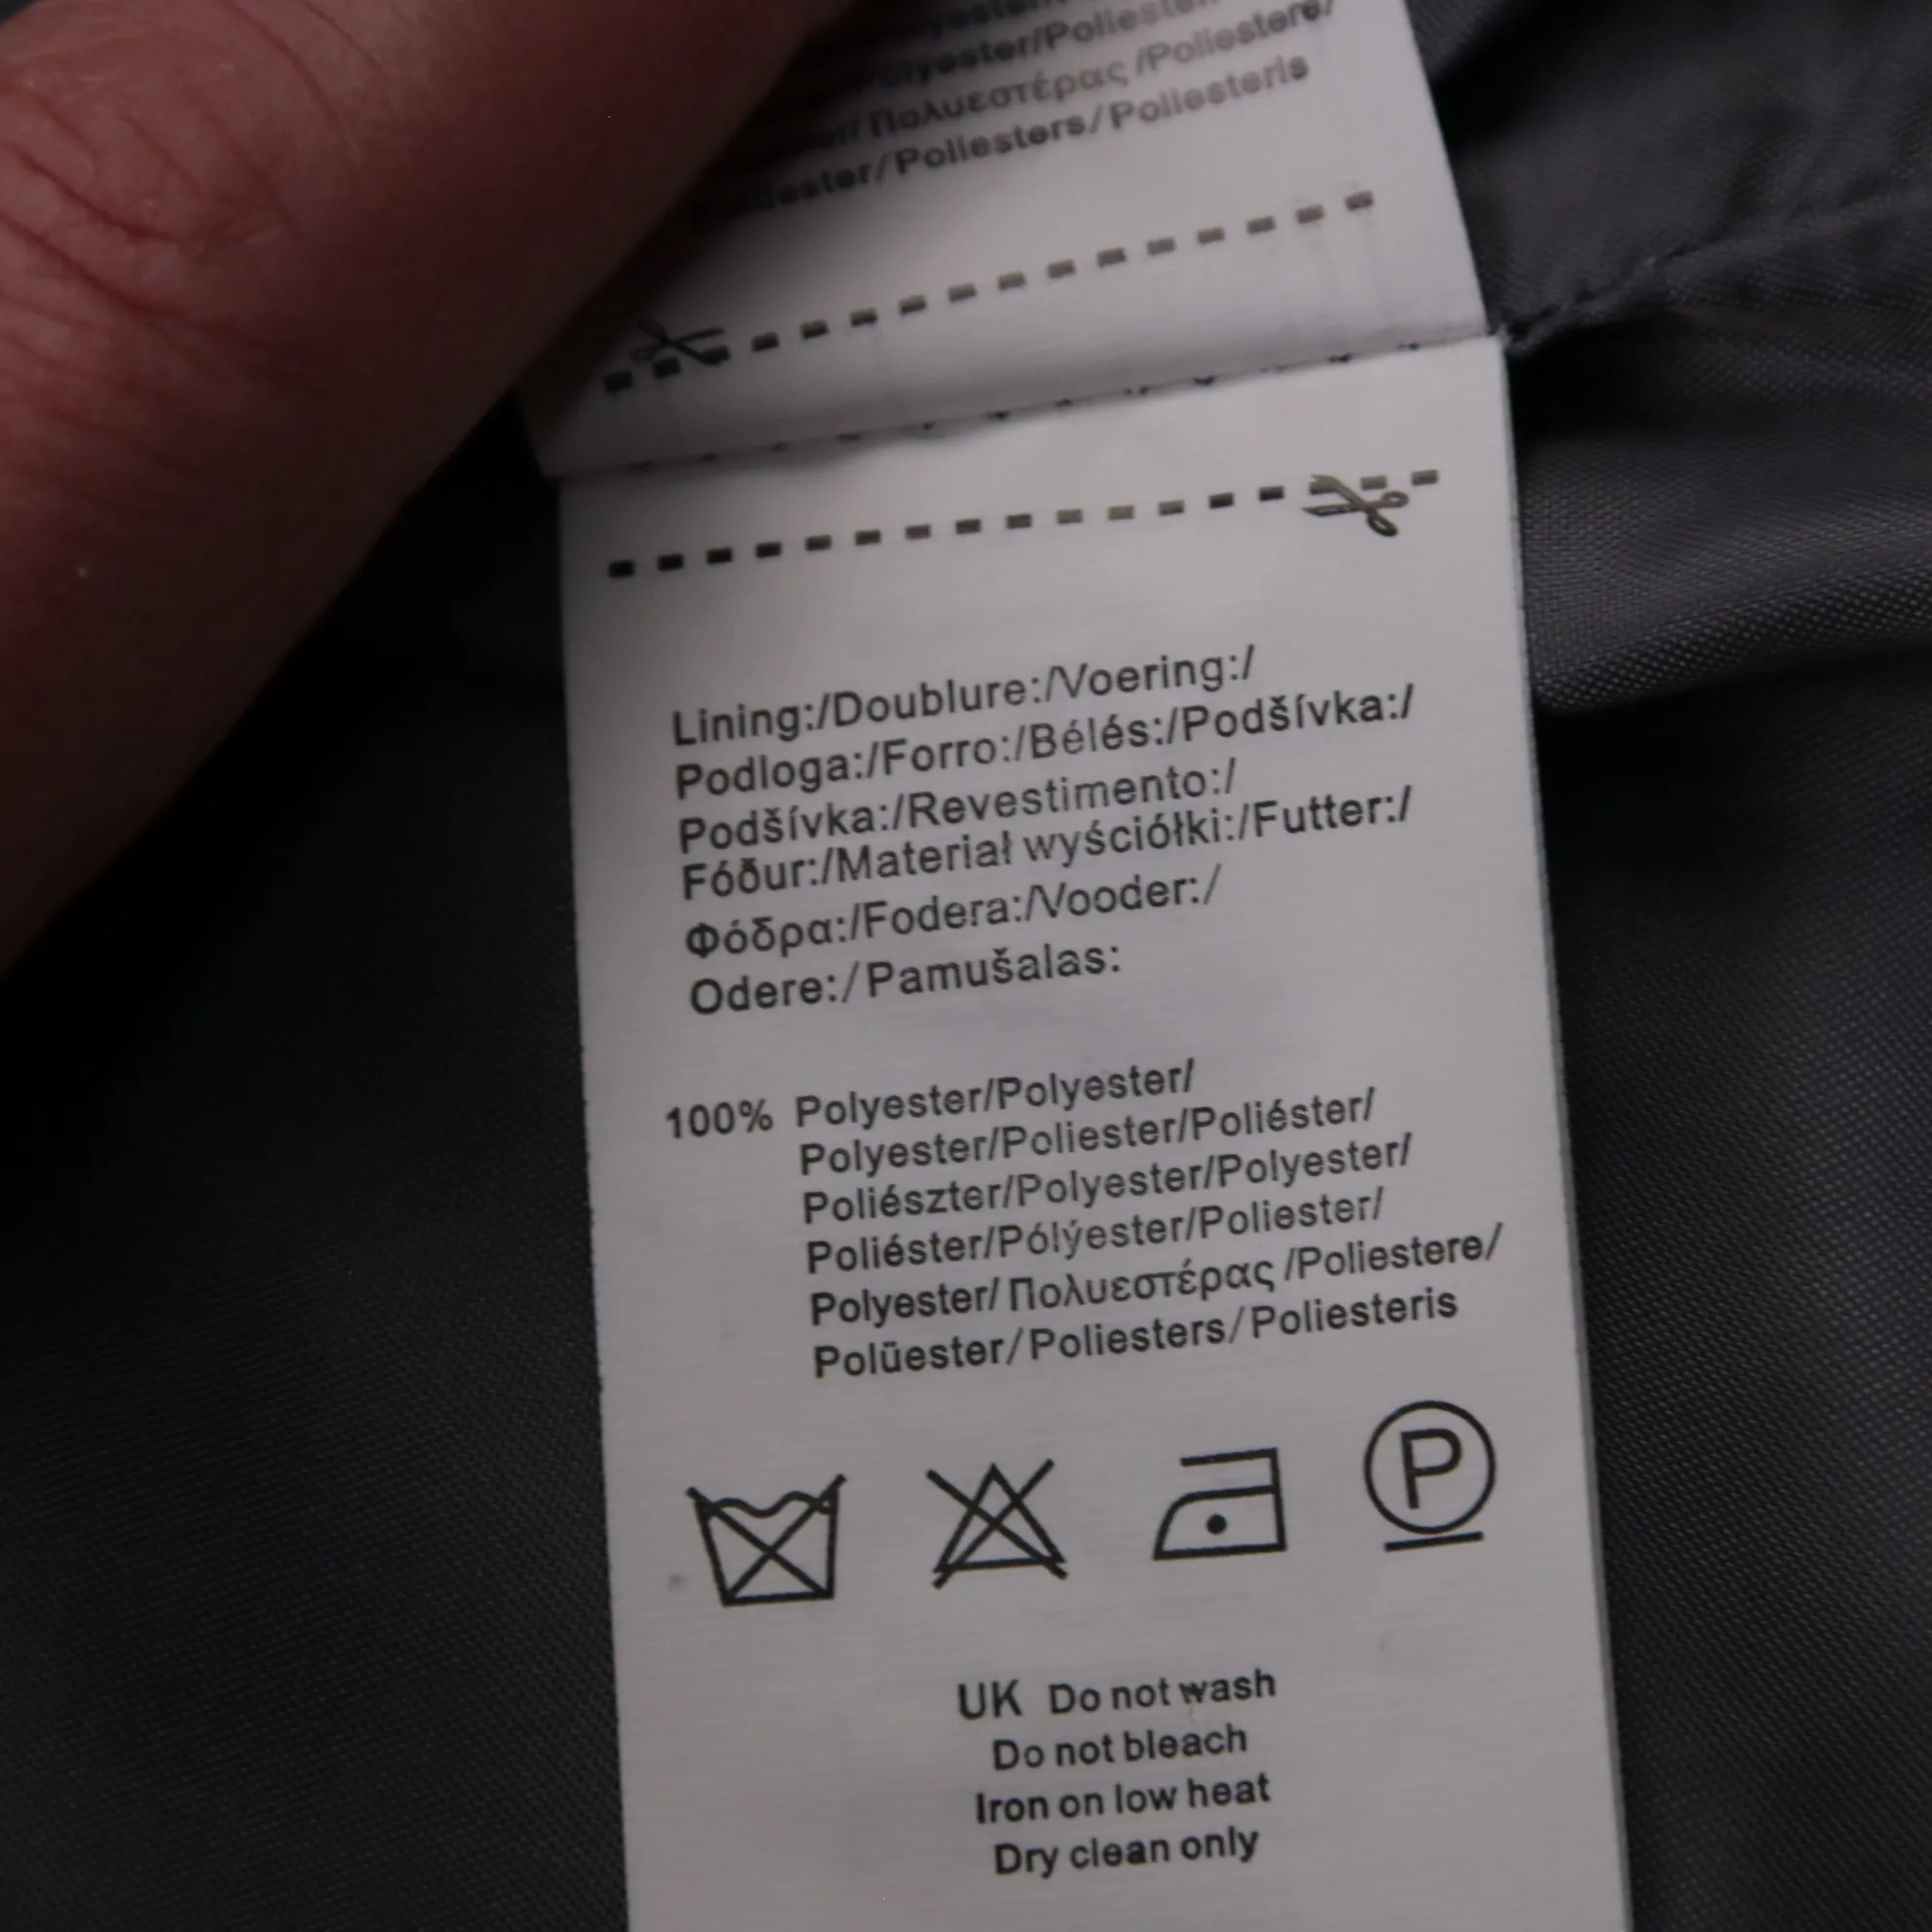 Polyester/Poliester
Πολυεστέρας /Poliestere/
/Poliesters/Poliesteris
Lining:/Doublure:/Voering:/
Podloga:/Forro:/Bélés:/Podšívka:/
Podšívka:/Revestimento:/
Fóður:/Materiał wyściółki:/Futter:/
Φόδρα:/Fodera:/Vooder:/
Odere:/Pamušalas:
100% Polyester/Polyester/
Polyester/Poliester/Poliéster/
Poliészter/Polyester/Polyester/
Poliéster/Pólýester/Poliester/
Polyester/Πολυεστέρας /Poliestere/
Polüester/Poliesters/Poliesteris
P
UK Do not wash
Do not bleach
Iron on low heat
Dry clean only